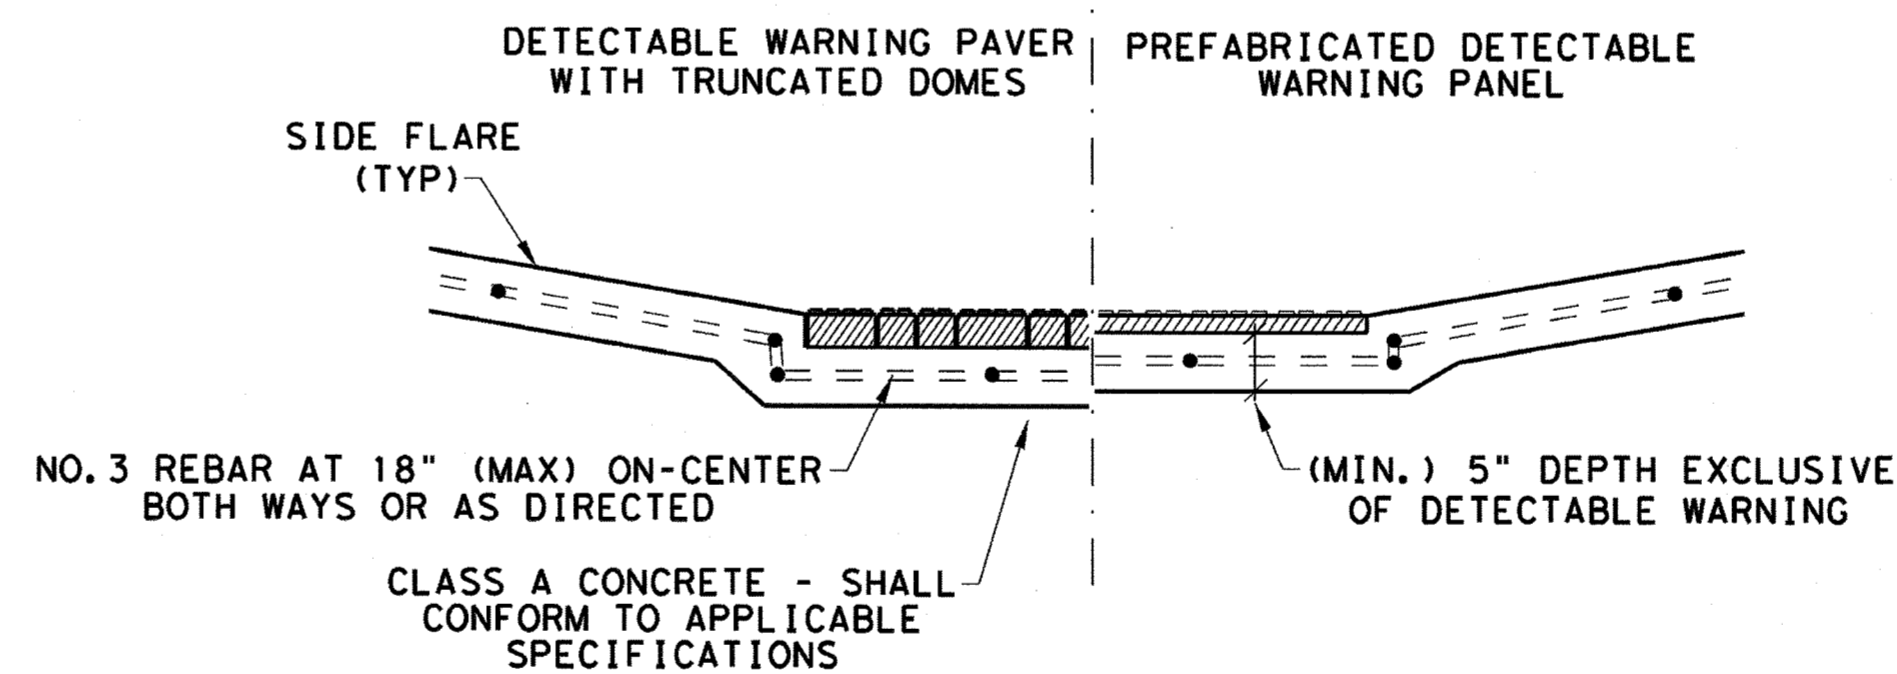 DETECTABLE WARNING PAVER
WITH TRUNCATED DOMES
PREFABRICATED DETECTABLE
WARNING PANEL
SIDE FLARE
(TYP)
NO. 3 REBAR AT 18" (MAX) ON-CENTER
BOTH WAYS OR AS DIRECTED
(MIN.) 5" DEPTH EXCLUSIVE
OF DETECTABLE WARNING
CLASS A CONCRETE - SHALL
CONFORM TO APPLICABLE
SPECIFICATIONS